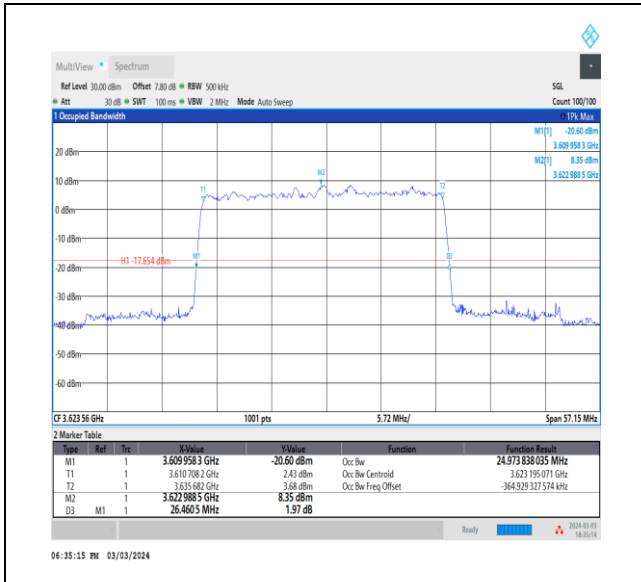 MultiView Spectrum
Ref Level 30.00 dBm Offset 7.80 dB RBW 500 kHz SGL
Att 30 dB SWT 100 ms VBW 2 MHz Mode Auto Sweep Count 100/100
1 Occupied Bandwidth 1Pk Max
M1[1] -20.60 dBm
3.609 958 3 GHz
M2[1] 8.35 dBm
3.622 988 5 GHz
20 dBm
10 dBm
M2
T1
T2
0 dBm
-10 dBm
H1 -17.654 dBm
M1
D3
-20 dBm
-30 dBm
-40 dBm
-50 dBm
-60 dBm
CF 3.623 56 GHz 1001 pts 5.72 MHz/ Span 57.15 MHz
2 Marker Table
Type Ref Trc X-Value Y-Value Function Function Result
M1 1 3.609 958 3 GHz -20.60 dBm Occ Bw 24.973 838 035 MHz
T1 1 3.610 708 2 GHz 2.43 dBm Occ Bw Centroid 3.623 195 071 GHz
T2 1 3.635 682 GHz 3.68 dBm Occ Bw Freq Offset -364.929 327 574 kHz
M2 1 3.622 988 5 GHz 8.35 dBm
D3 M1 1 26.460 5 MHz 1.97 dB
Ready 2024-03-03
18:35:14
06:35:15 PM 03/03/2024